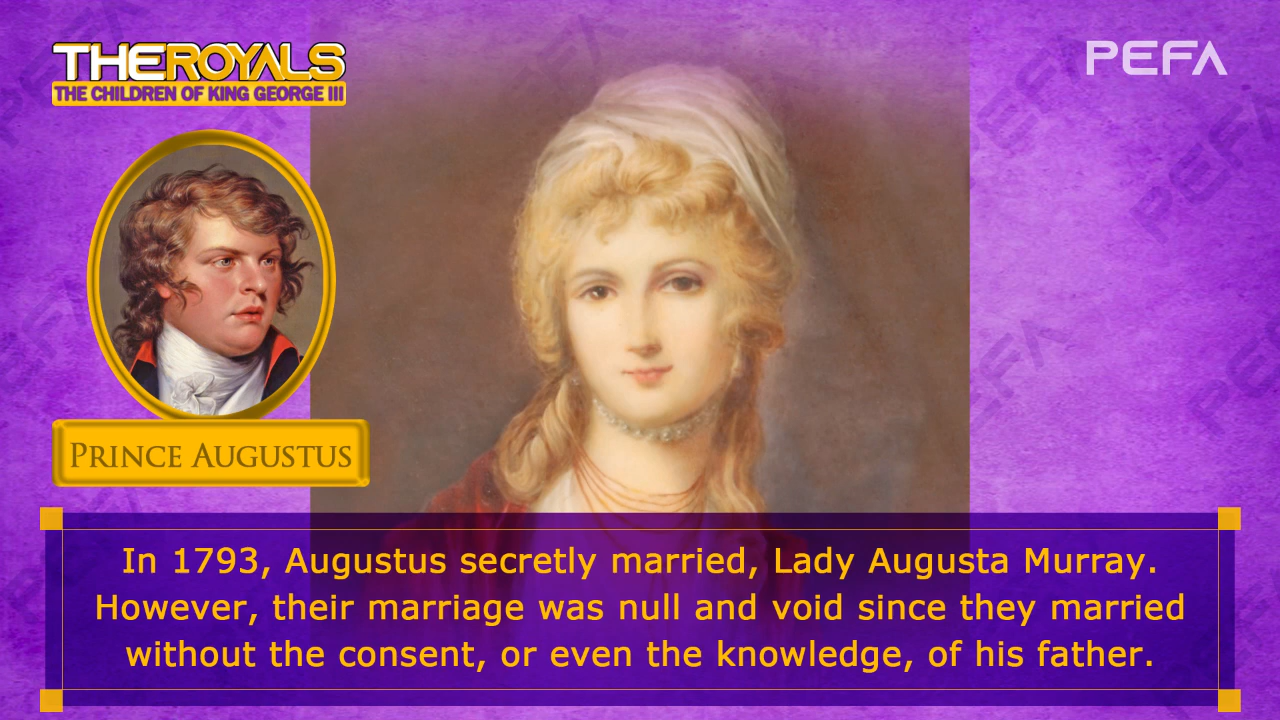 THEROYALS
THE CHILDREN OF KING GEORGE III
PEFA
PRINCE AUGUSTUS
In 1793, Augustus secretly married, Lady Augusta Murray.
However, their marriage was null and void since they married
without the consent, or even the knowledge, of his father.